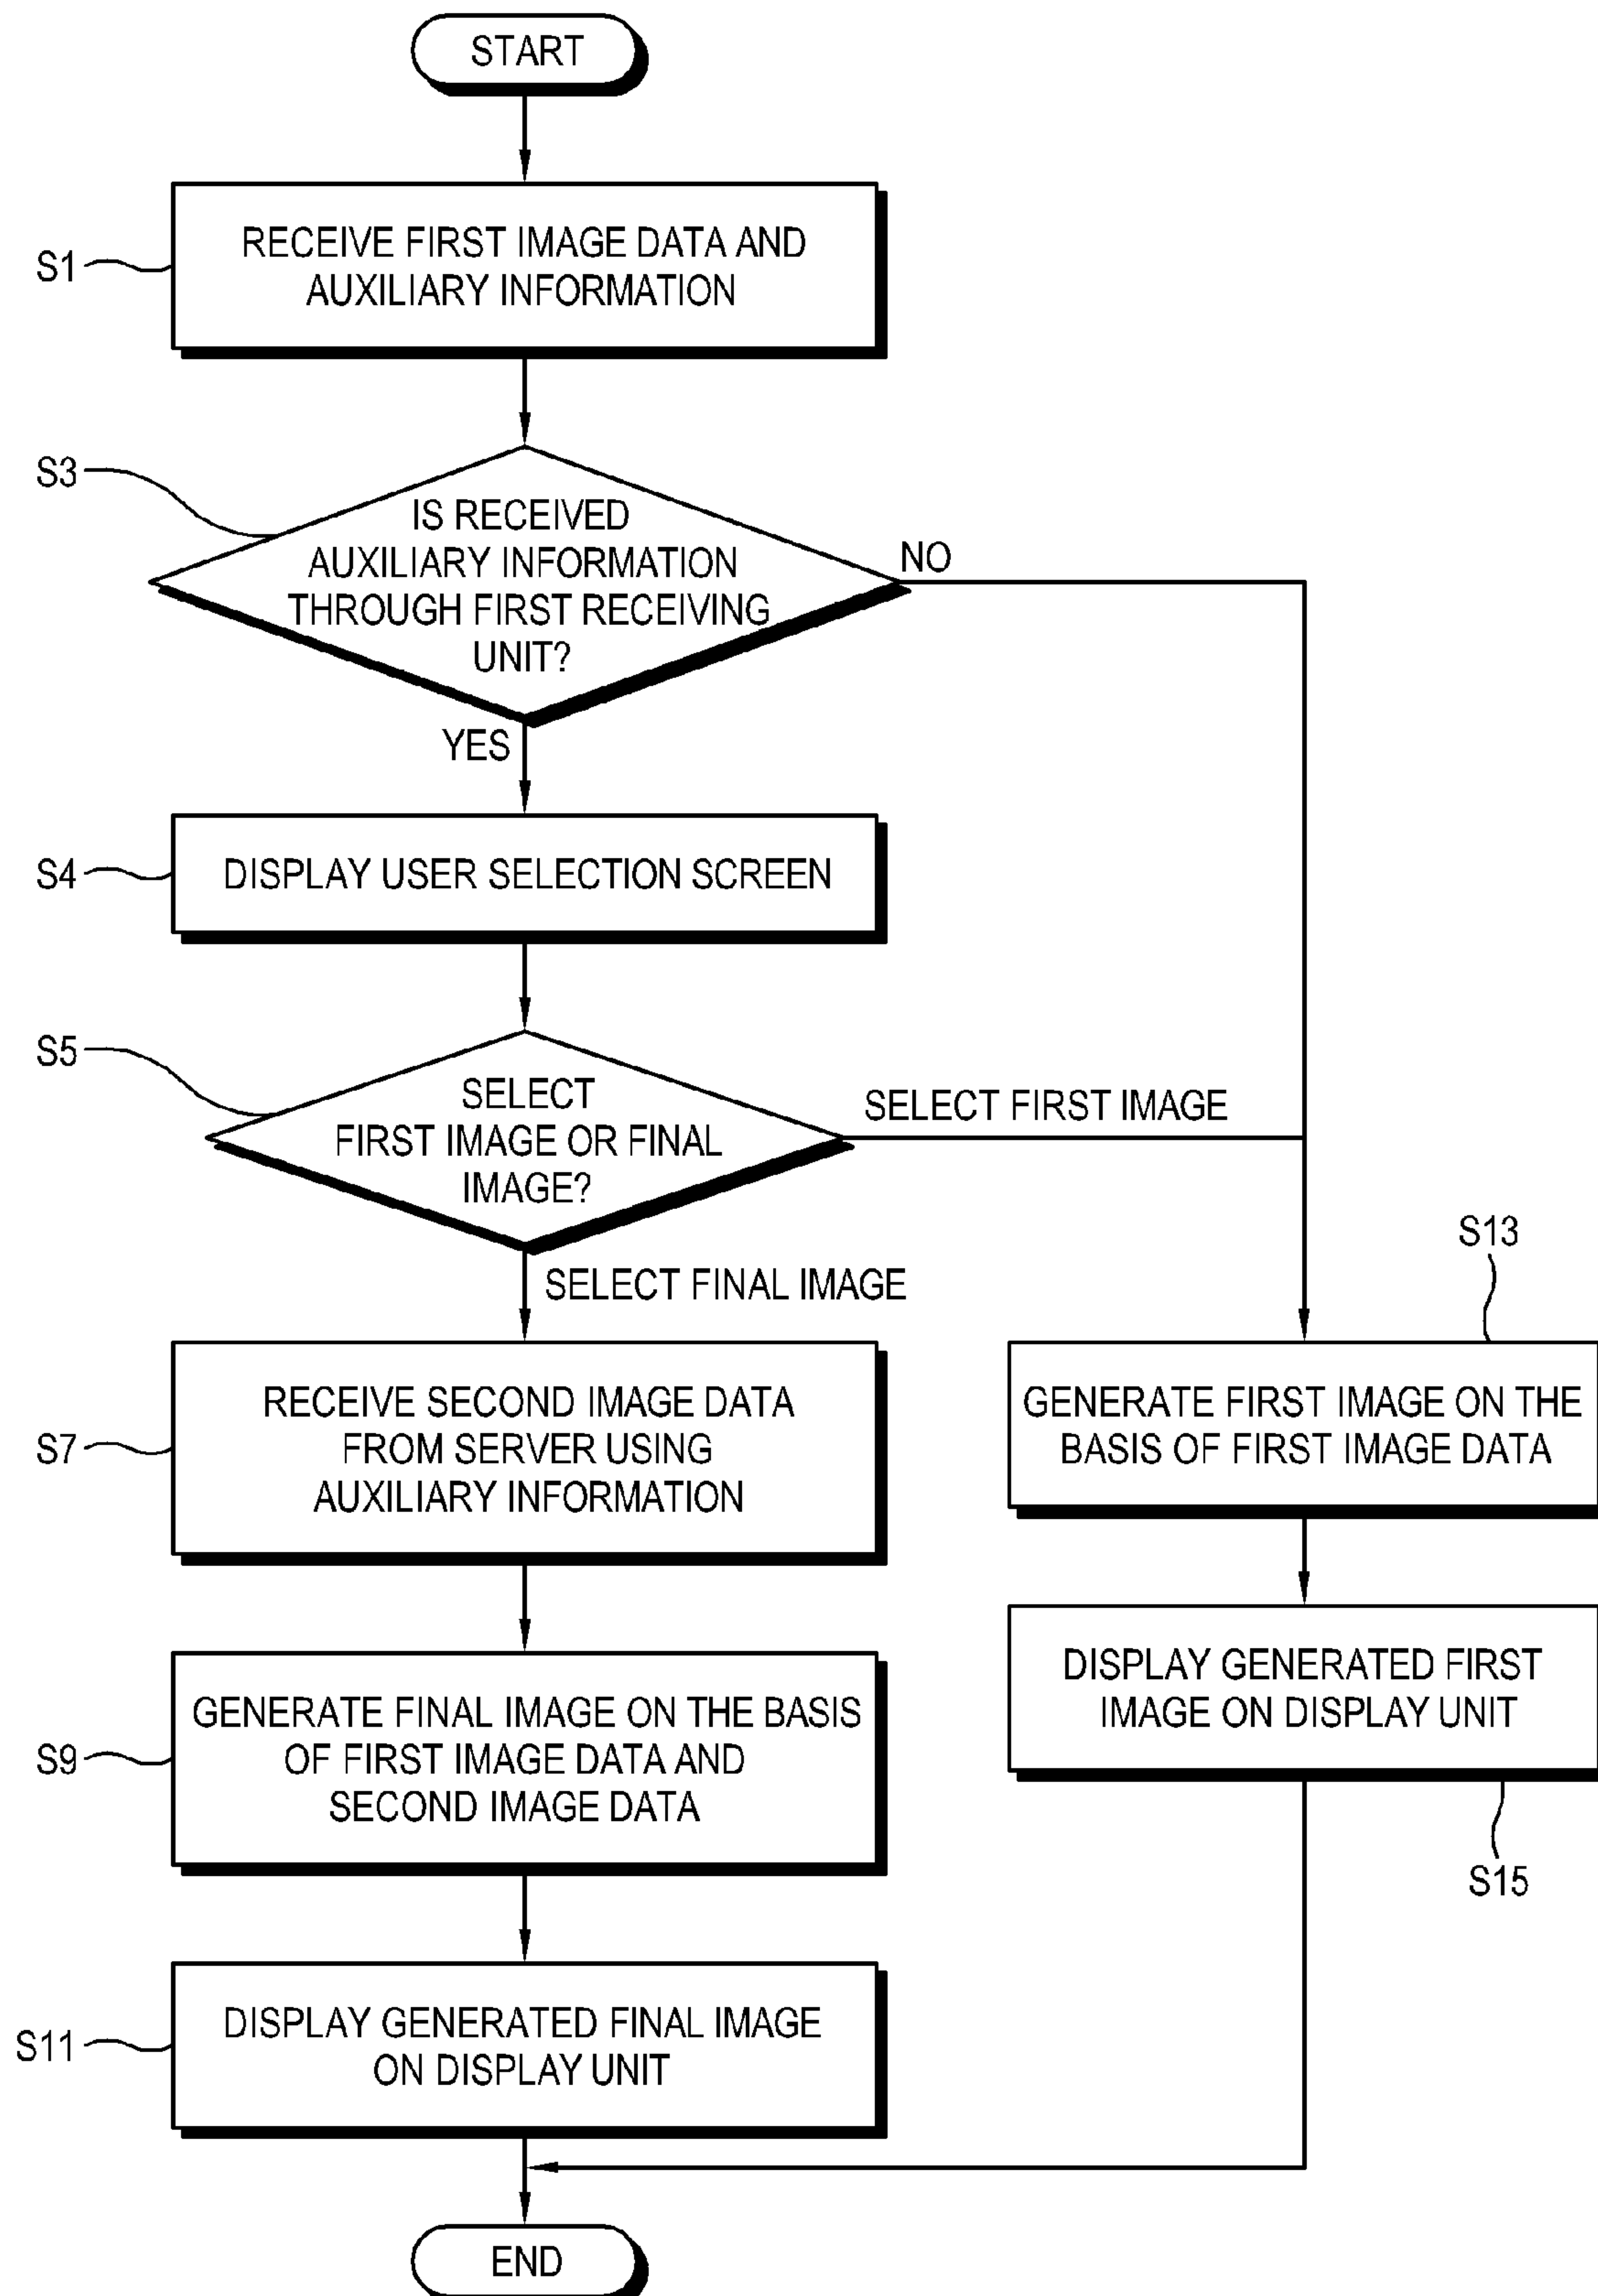 START
S1
RECEIVE FIRST IMAGE DATA AND
AUXILIARY INFORMATION
S3
IS RECEIVED
AUXILIARY INFORMATION
THROUGH FIRST RECEIVING
UNIT?
NO
YES
S4
DISPLAY USER SELECTION SCREEN
S5
SELECT
FIRST IMAGE OR FINAL
IMAGE?
SELECT FIRST IMAGE
SELECT FINAL IMAGE
S7
RECEIVE SECOND IMAGE DATA
FROM SERVER USING
AUXILIARY INFORMATION
S9
GENERATE FINAL IMAGE ON THE BASIS
OF FIRST IMAGE DATA AND
SECOND IMAGE DATA
S11
DISPLAY GENERATED FINAL IMAGE
ON DISPLAY UNIT
S13
GENERATE FIRST IMAGE ON THE
BASIS OF FIRST IMAGE DATA
DISPLAY GENERATED FIRST
IMAGE ON DISPLAY UNIT
S15
END